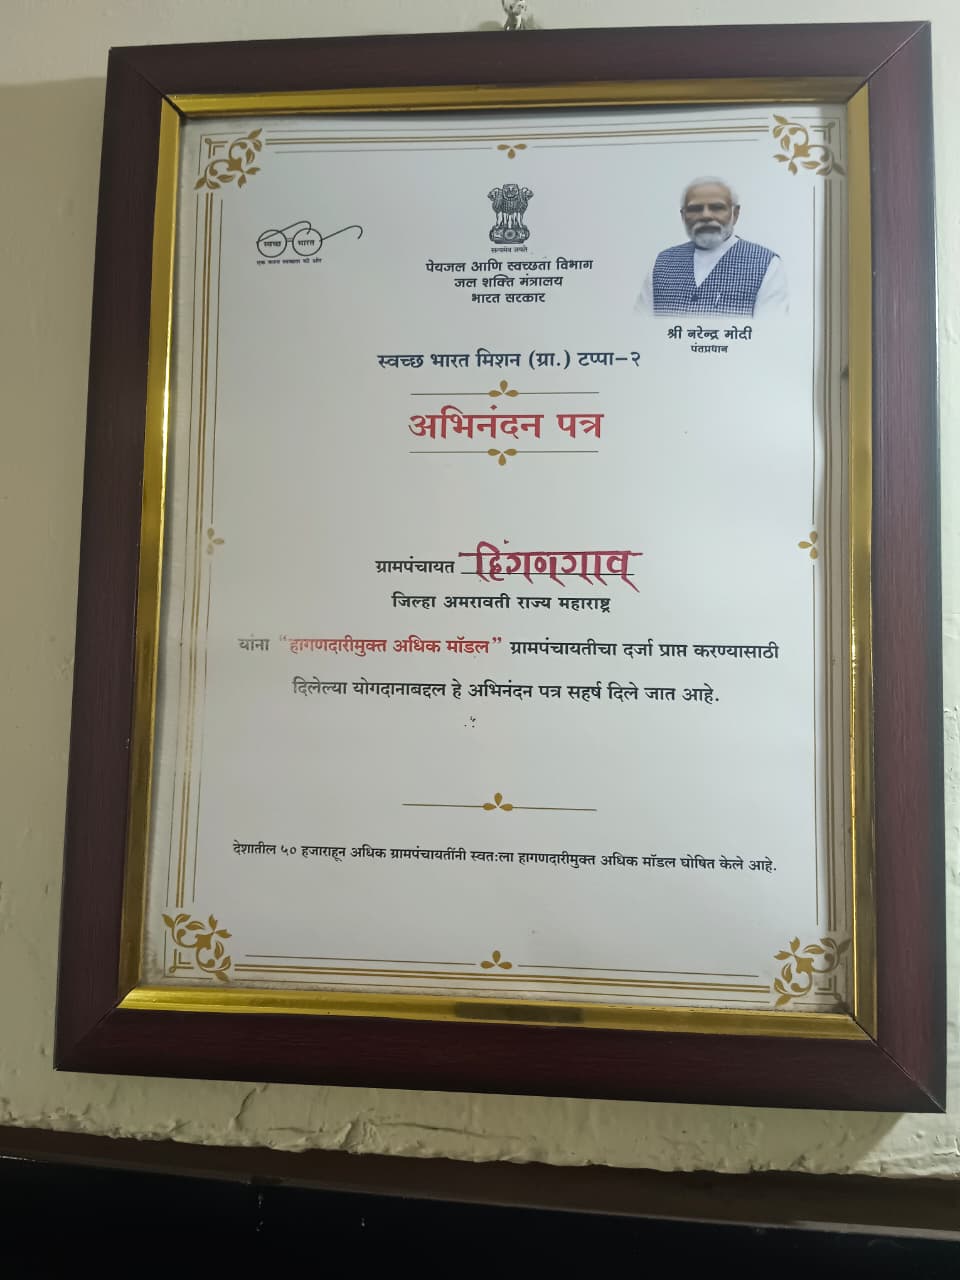 स्वच्छ भारत
एक कदम स्वच्छता की ओर
सत्यमेव जयते
पेयजल आणि स्वच्छता विभाग
जल शक्ति मंत्रालय
भारत सरकार
श्री नरेन्द्र मोदी
पंतप्रधान
स्वच्छ भारत मिशन (ग्रा.) टप्पा–२
अभिनंदन पत्र
ग्रामपंचायत हिंगनगाव
जिल्हा अमरावती राज्य महाराष्ट्र
यांना "हागणदारीमुक्त अधिक मॉडल" ग्रामपंचायतीचा दर्जा प्राप्त करण्यासाठी
दिलेल्या योगदानाबद्दल हे अभिनंदन पत्र सहर्ष दिले जात आहे.
देशातील ५० हजाराहून अधिक ग्रामपंचायतींनी स्वतःला हागणदारीमुक्त अधिक मॉडल घोषित केले आहे.